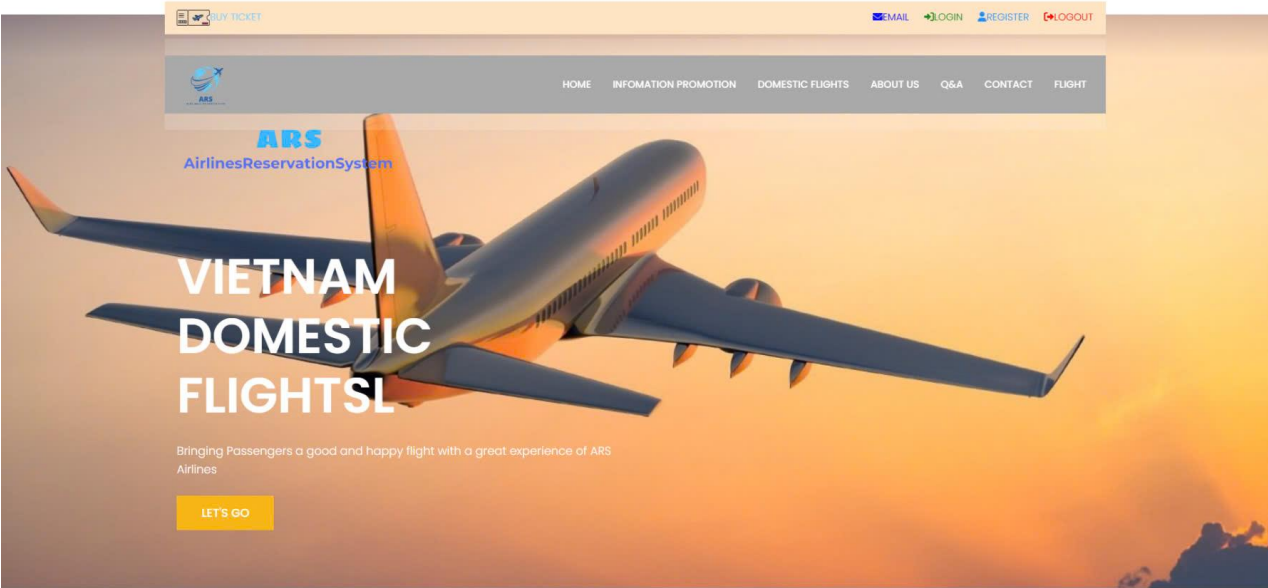 BUY TICKET
EMAIL LOGIN REGISTER LOGOUT
ARS
HOME INFOMATION PROMOTION DOMESTIC FLIGHTS ABOUT US Q&A CONTACT FLIGHT
ARS
AirlinesReservationSystem
VIETNAM
DOMESTIC
FLIGHTSL
Bringing Passengers a good and happy flight with a great experience of ARS
Airlines
LET'S GO